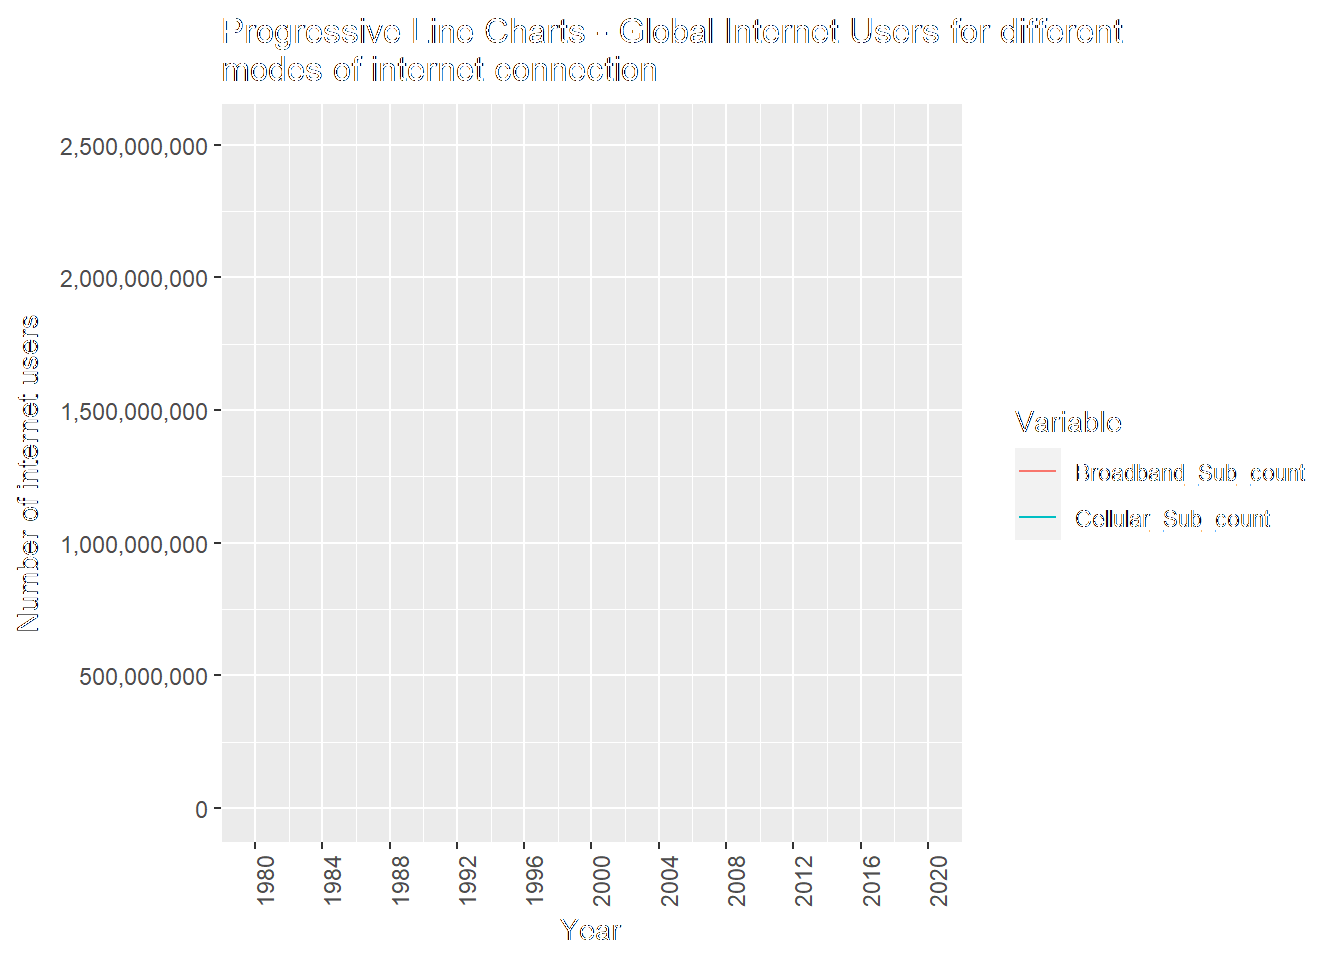 Progressive Line Charts - Global Internet Users for different
modes of internet connection
Number of internet users
2,500,000,000
2,000,000,000
1,500,000,000
1,000,000,000
500,000,000
0
1980
1984
1988
1992
1996
2000
2004
2008
2012
2016
2020
Year
Variable
Broadband_Sub_count
Cellular_Sub_count